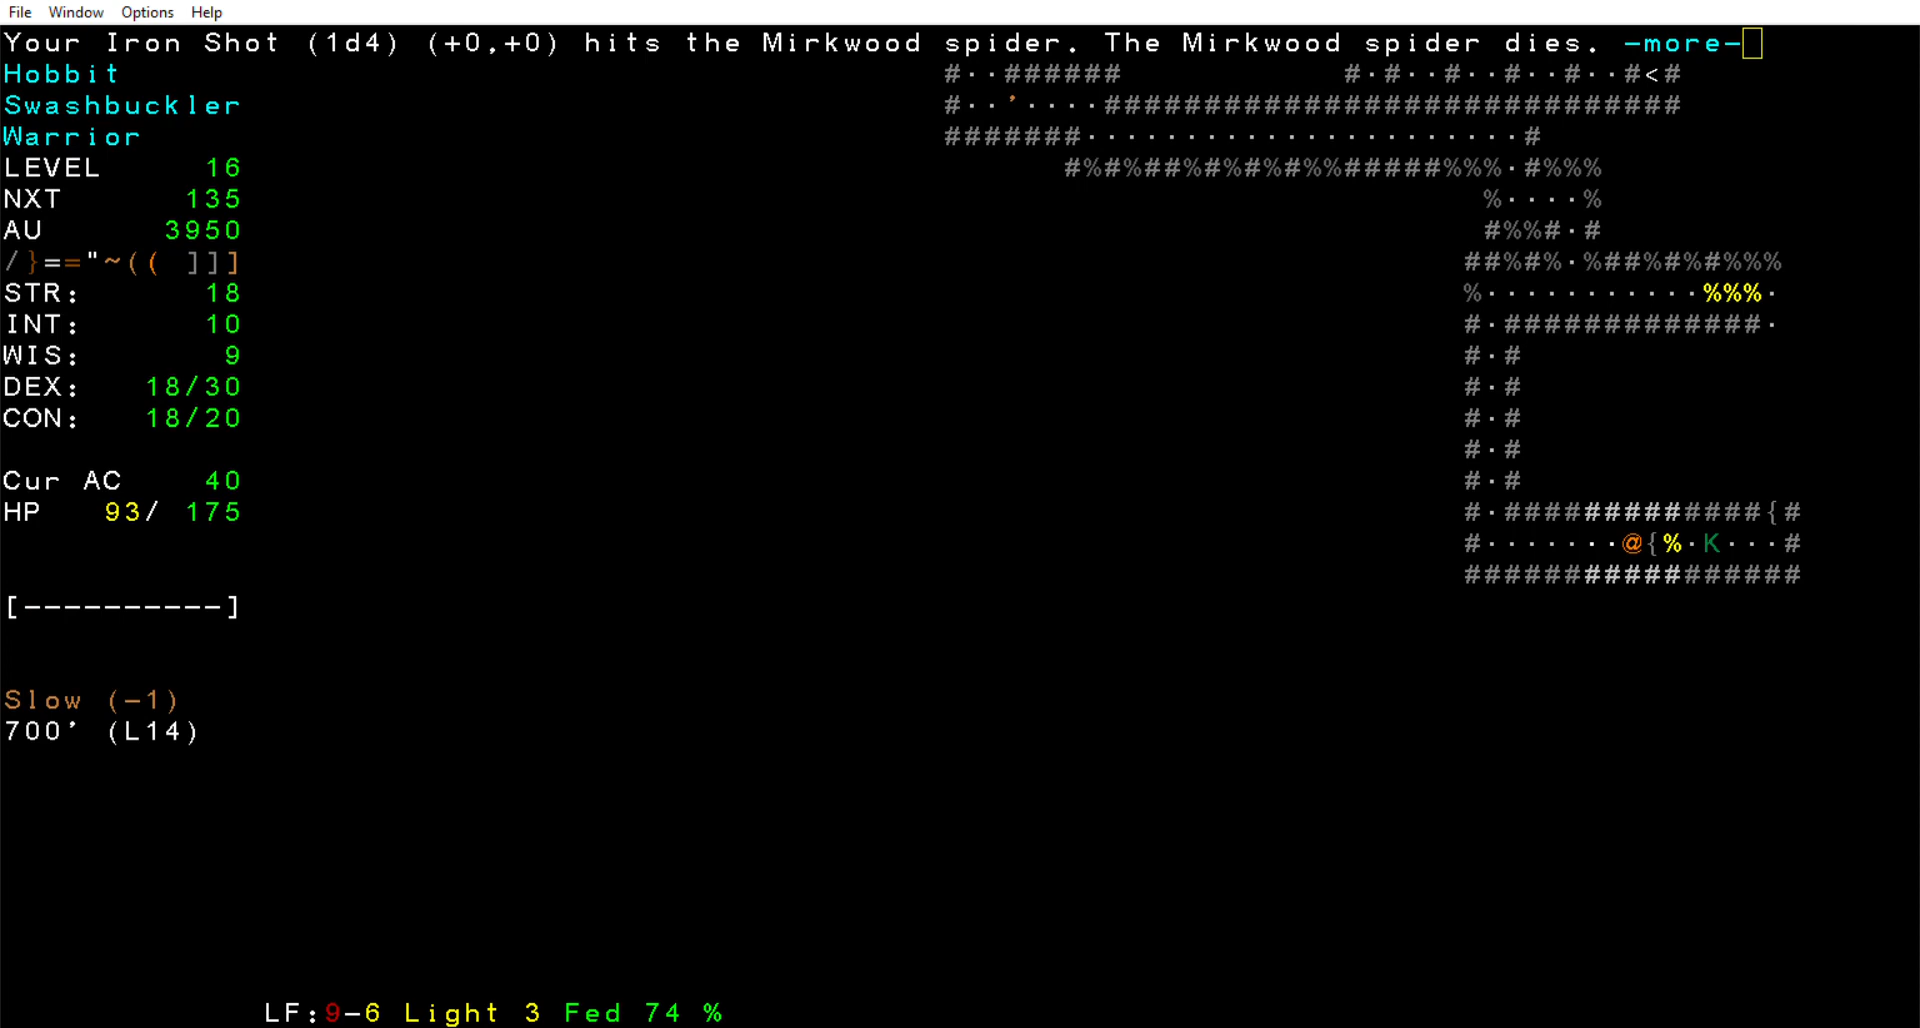 File Window Options Help
Your Iron Shot (1d4) (+0,+0) hits the Mirkwood spider. The Mirkwood spider dies. -more-
Hobbit #..###### #.#..#..#..#..#<#
Swashbuckler #..'....#############################
Warrior #######......................#
LEVEL 16 #%#%##%#%#%#%%#####%%%.#%%%
NXT 135 %....%
AU 3950 #%%#.#
/}=="~(( ]]] ##%#%.%##%#%#%%%
STR: 18 %...........%%%.
INT: 10 #.#############.
WIS: 9 #.#
DEX: 18/30 #.#
CON: 18/20 #.#
#.#
Cur AC 40 #.#
HP 93/ 175 #.#############{#
#.......@{%.K...#
#################
[----------]
Slow (-1)
700' (L14)
LF:9-6 Light 3 Fed 74 %